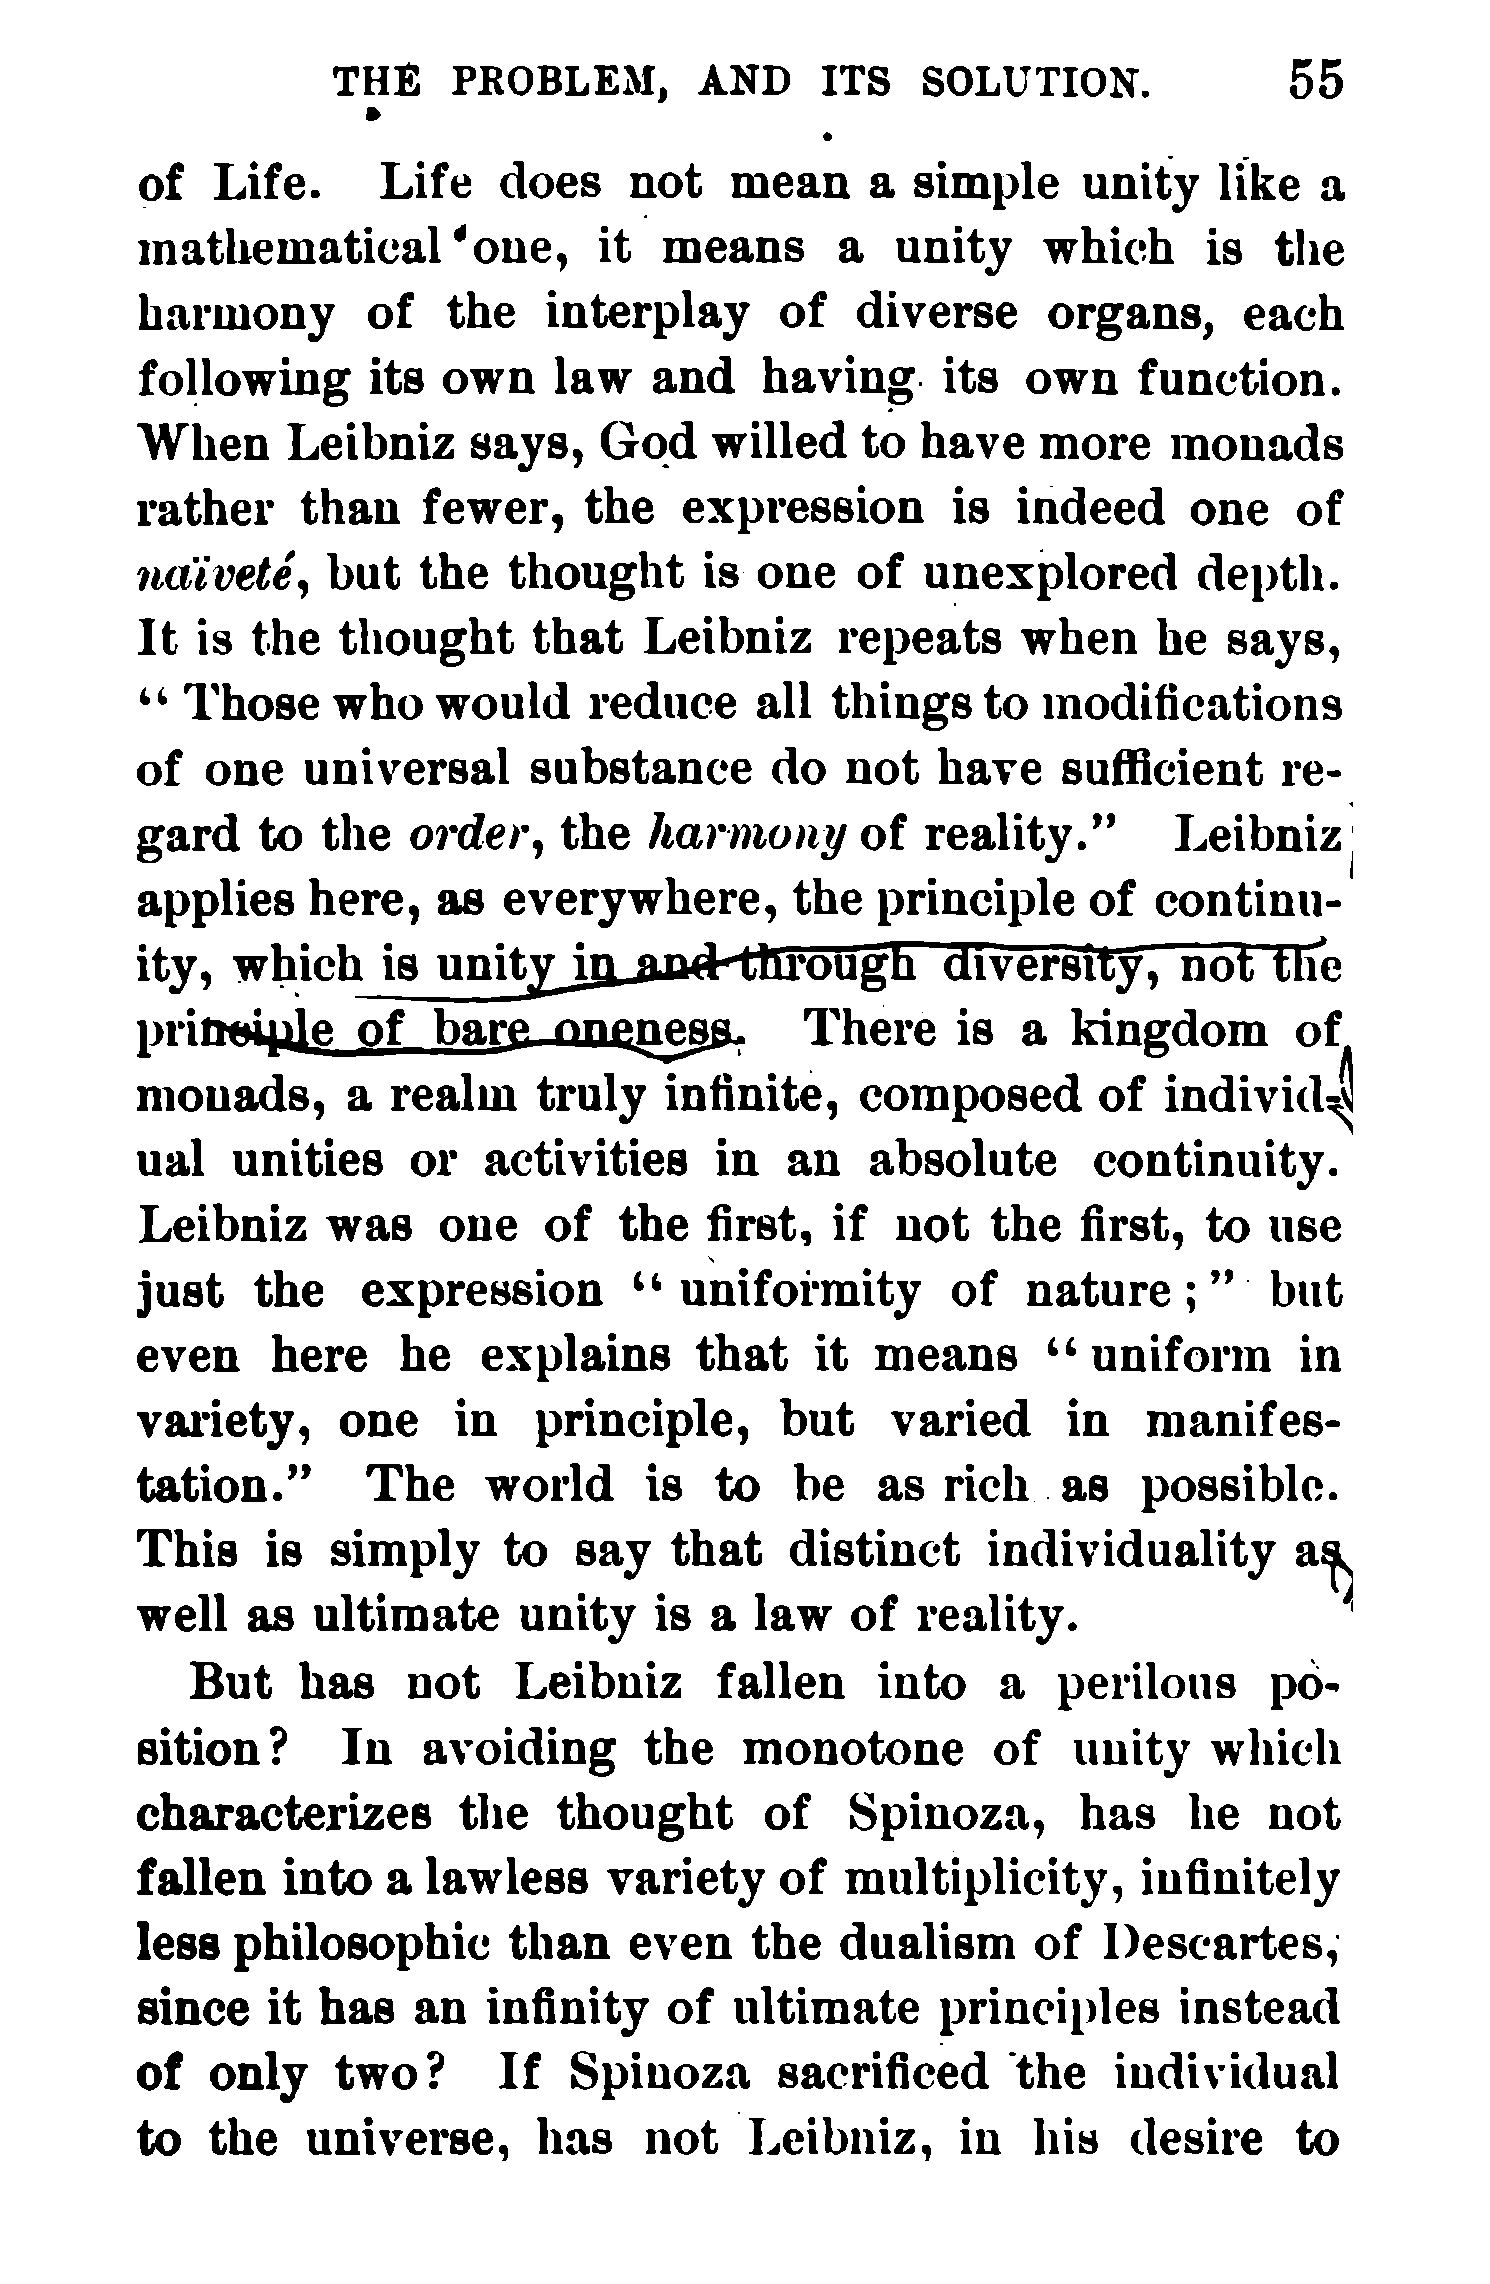 THE PROBLEM, AND ITS SOLUTION. 55
of Life. Life does not mean a simple unity like a
mathematical one, it means a unity which is the
harmony of the interplay of diverse organs, each
following its own law and having its own function.
When Leibniz says, God willed to have more monads
rather than fewer, the expression is indeed one of
naïveté, but the thought is one of unexplored depth.
It is the thought that Leibniz repeats when he says,
“Those who would reduce all things to modifications
of one universal substance do not have sufficient re-
gard to the order, the harmony of reality.” Leibniz
applies here, as everywhere, the principle of continu-
ity, which is unity in and through diversity, not the
principle of bare oneness. There is a kingdom of
monads, a realm truly infinite, composed of individ-
ual unities or activities in an absolute continuity.
Leibniz was one of the first, if not the first, to use
just the expression “uniformity of nature;” but
even here he explains that it means “uniform in
variety, one in principle, but varied in manifes-
tation.” The world is to be as rich as possible.
This is simply to say that distinct individuality as
well as ultimate unity is a law of reality.
But has not Leibniz fallen into a perilous po-
sition? In avoiding the monotone of unity which
characterizes the thought of Spinoza, has he not
fallen into a lawless variety of multiplicity, infinitely
less philosophic than even the dualism of Descartes,
since it has an infinity of ultimate principles instead
of only two? If Spinoza sacrificed the individual
to the universe, has not Leibniz, in his desire to